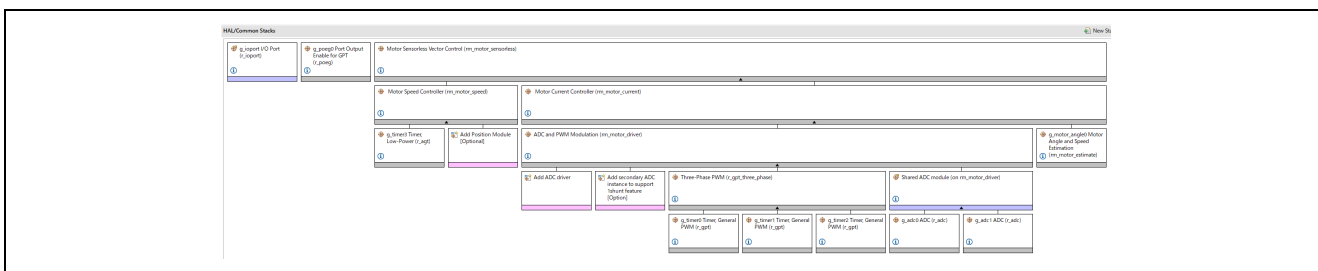 HAL/Common Stacks
New Sta
g_ioport I/O Port
(r_ioport)
g_poeg0 Port Output
Enable for GPT
(r_poeg)
Motor Sensorless Vector Control (rm_motor_sensorless)
Motor Speed Controller (rm_motor_speed)
Motor Current Controller (rm_motor_current)
g_timer3 Timer,
Low-Power (r_agt)
Add Position Module
[Optional]
ADC and PWM Modulation (rm_motor_driver)
g_motor_angle0 Motor
Angle and Speed
Estimation
(rm_motor_estimate)
Add ADC driver
Add secondary ADC
instance to support
1shunt feature
[Option]
Three-Phase PWM (r_gpt_three_phase)
Shared ADC module (on rm_motor_driver)
g_timer0 Timer, General
PWM (r_gpt)
g_timer1 Timer, General
PWM (r_gpt)
g_timer2 Timer, General
PWM (r_gpt)
g_adc0 ADC (r_adc)
g_adc1 ADC (r_adc)